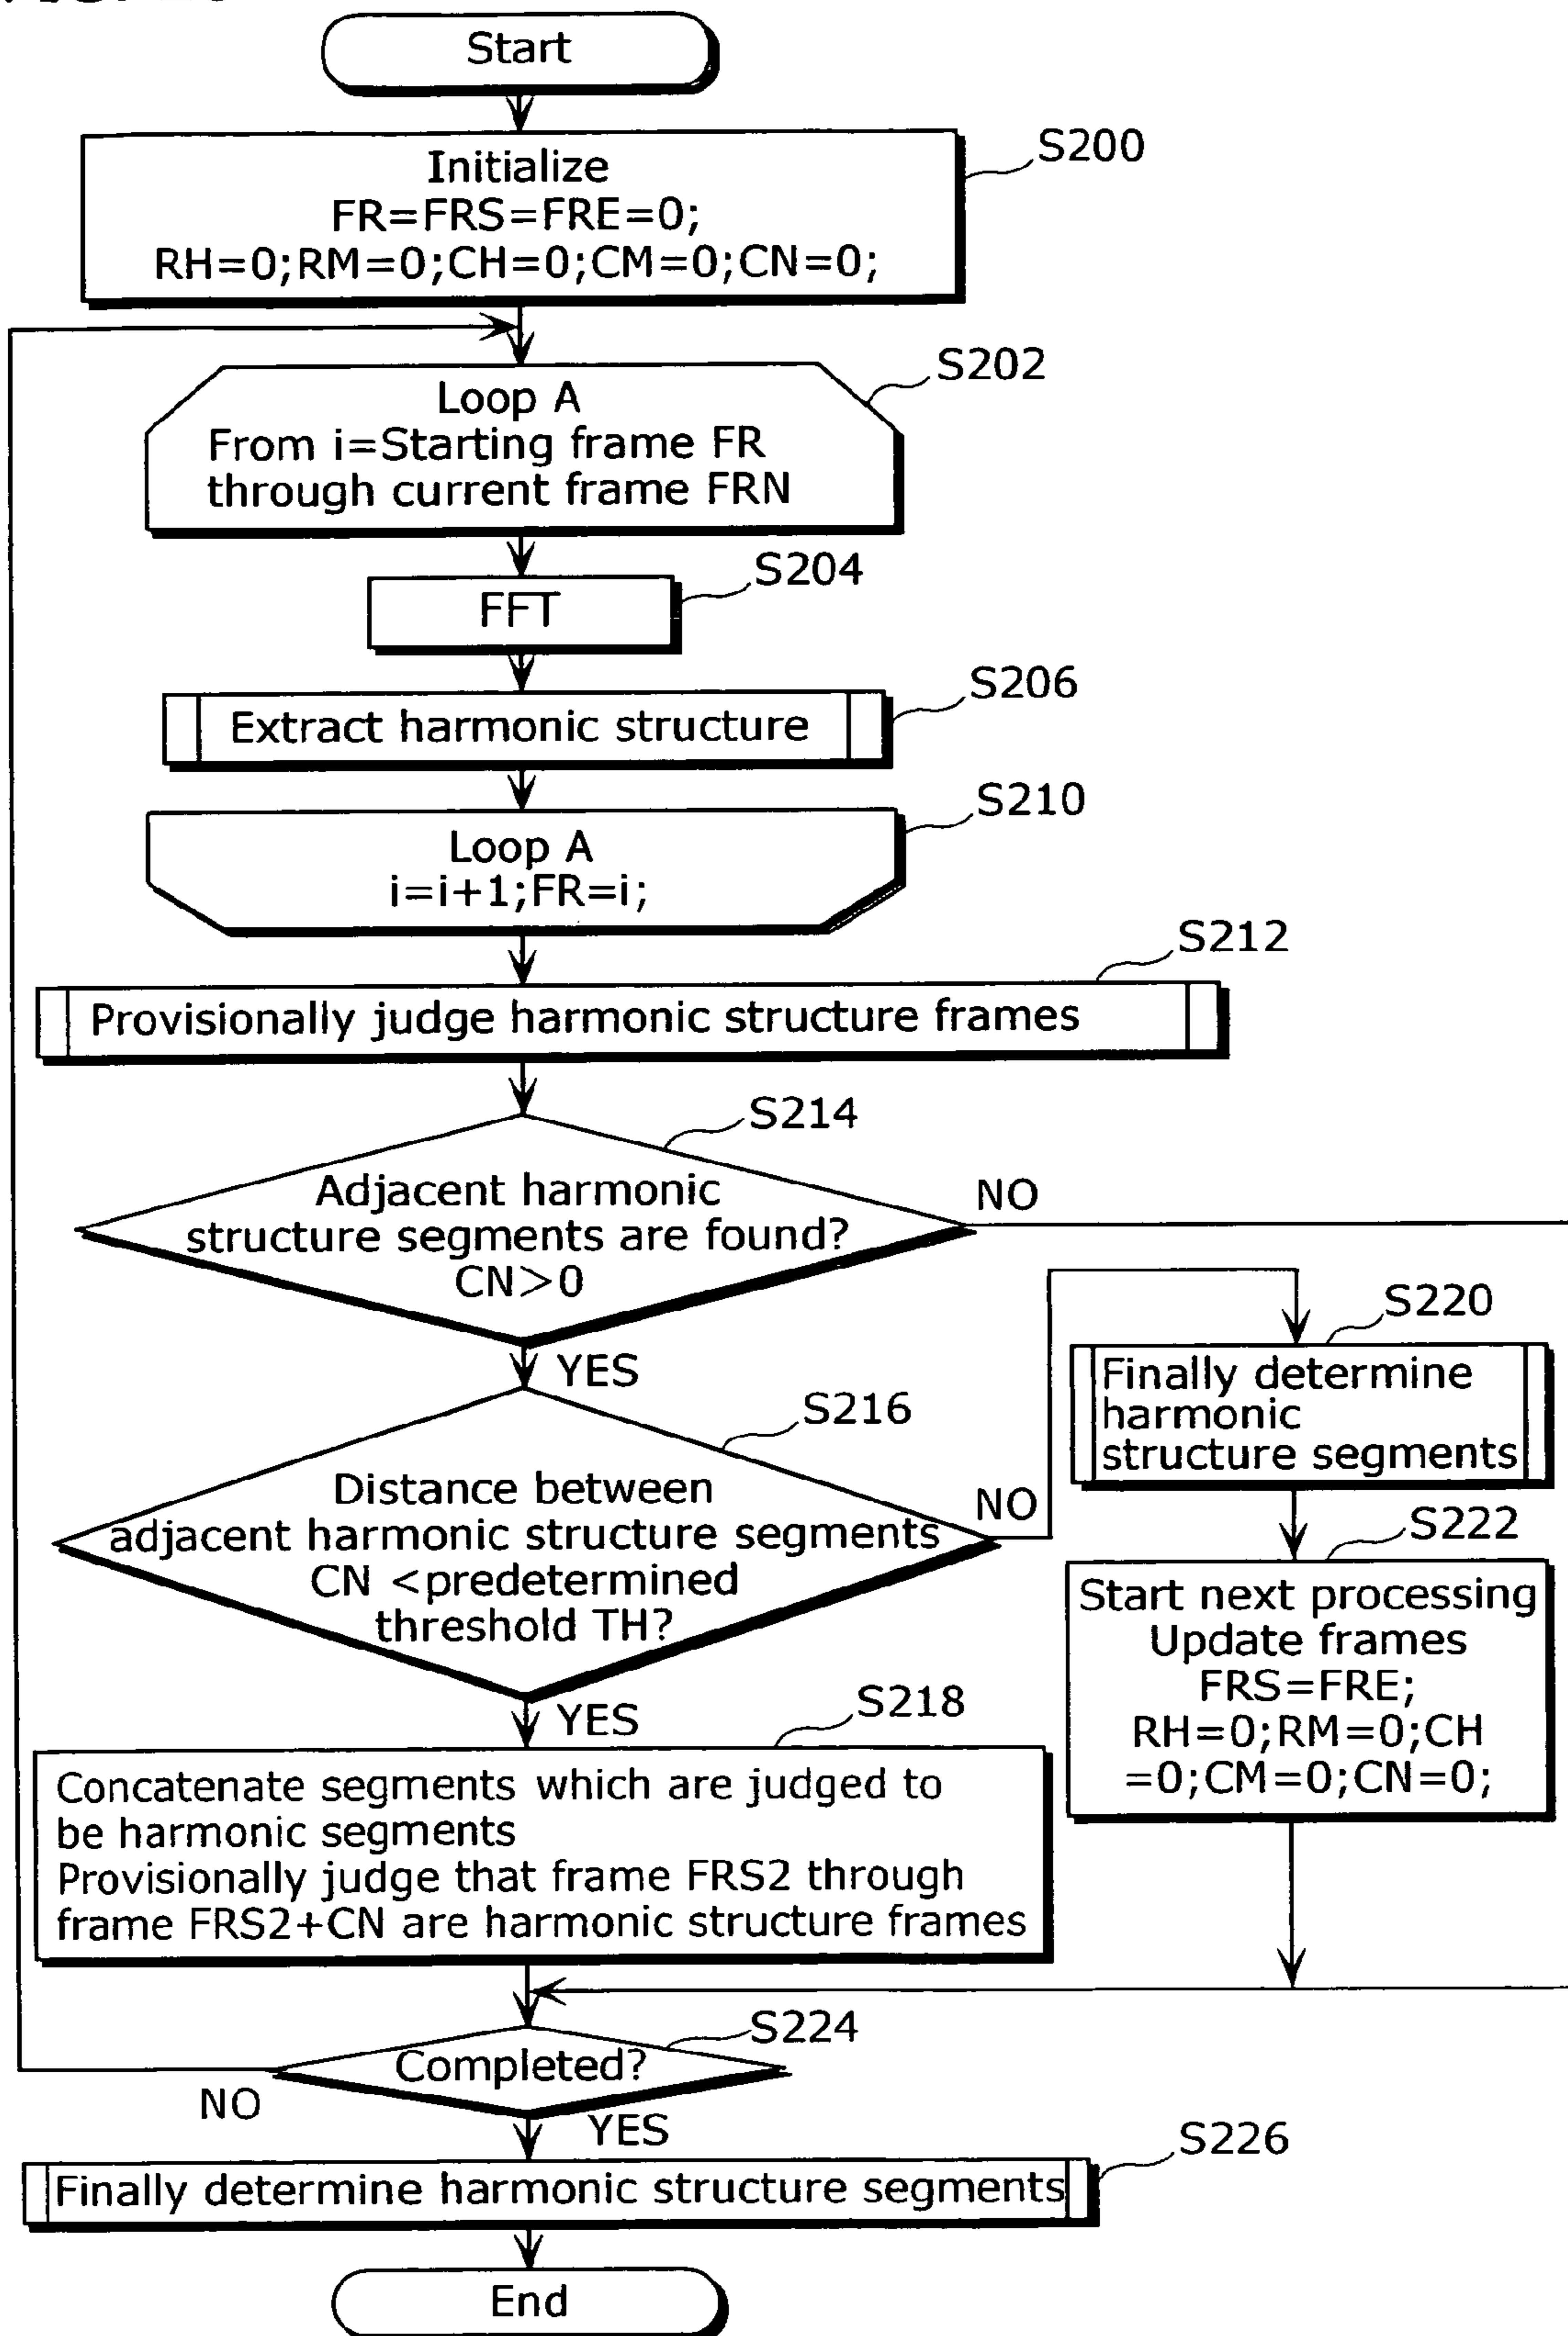 Start
S200
Initialize
FR=FRS=FRE=0;
RH=0;RM=0;CH=0;CM=0;CN=0;
S202
Loop A
From i=Starting frame FR
through current frame FRN
S204
FFT
S206
Extract harmonic structure
S210
Loop A
i=i+1;FR=i;
S212
Provisionally judge harmonic structure frames
S214
Adjacent harmonic
structure segments are found?
CN>0
NO
YES
S216
Distance between
adjacent harmonic structure segments
CN <predetermined
threshold TH?
NO
YES
S220
Finally determine
harmonic
structure segments
S222
Start next processing
Update frames
FRS=FRE;
RH=0;RM=0;CH
=0;CM=0;CN=0;
S218
Concatenate segments which are judged to
be harmonic segments
Provisionally judge that frame FRS2 through
frame FRS2+CN are harmonic structure frames
S224
Completed?
NO
YES
S226
Finally determine harmonic structure segments
End